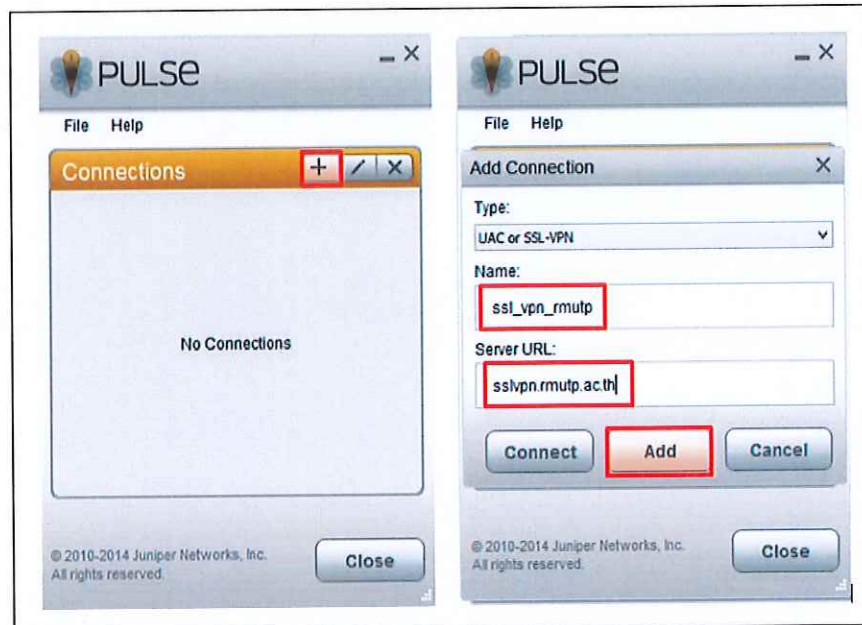 PULSE
File Help
Connections
No Connections
© 2010-2014 Juniper Networks, Inc.
All rights reserved.
Close
PULSE
File Help
Add Connection
Type:
UAC or SSL-VPN
Name:
ssl_vpn_rmutp
Server URL:
sslvpn.rmutp.ac.th
Connect Add Cancel
© 2010-2014 Juniper Networks, Inc.
All rights reserved.
Close